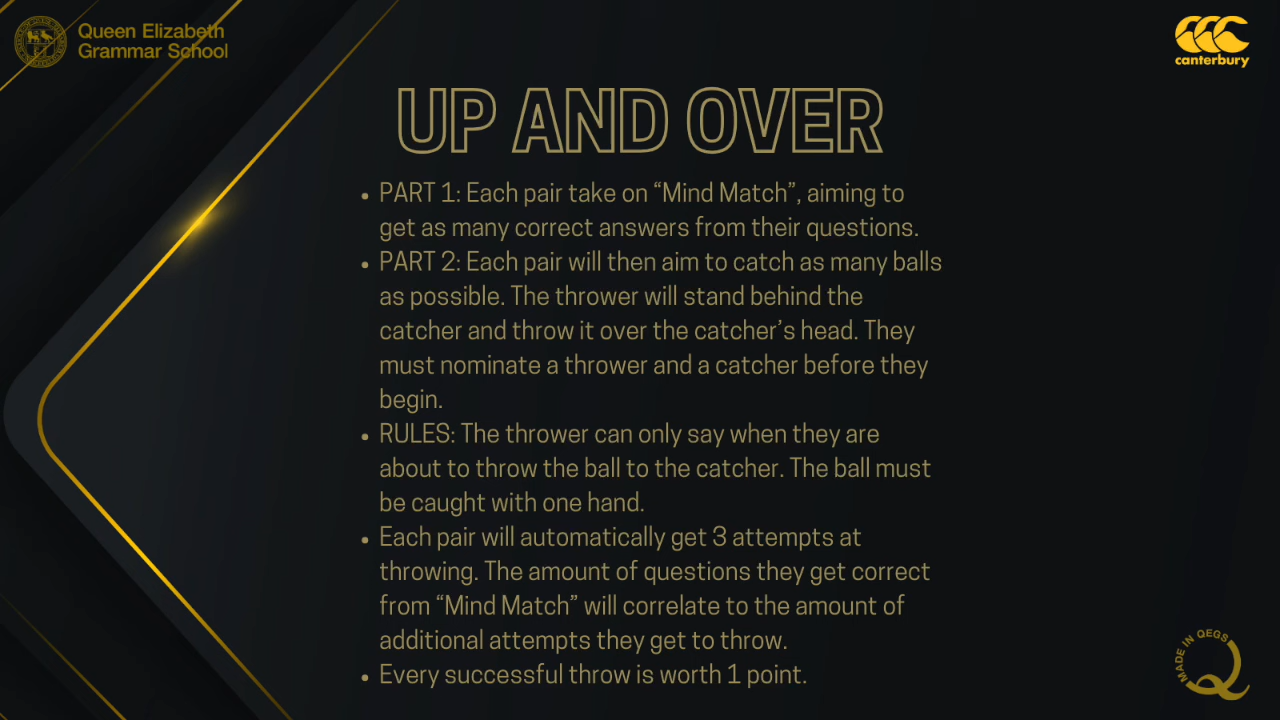 Queen Elizabeth
Grammar School
canterbury
UP AND OVER
• PART 1: Each pair take on “Mind Match”, aiming to
get as many correct answers from their questions.
• PART 2: Each pair will then aim to catch as many balls
as possible. The thrower will stand behind the
catcher and throw it over the catcher’s head. They
must nominate a thrower and a catcher before they
begin.
• RULES: The thrower can only say when they are
about to throw the ball to the catcher. The ball must
be caught with one hand.
• Each pair will automatically get 3 attempts at
throwing. The amount of questions they get correct
from “Mind Match” will correlate to the amount of
additional attempts they get to throw.
• Every successful throw is worth 1 point.
MADE IN QEGS
Q